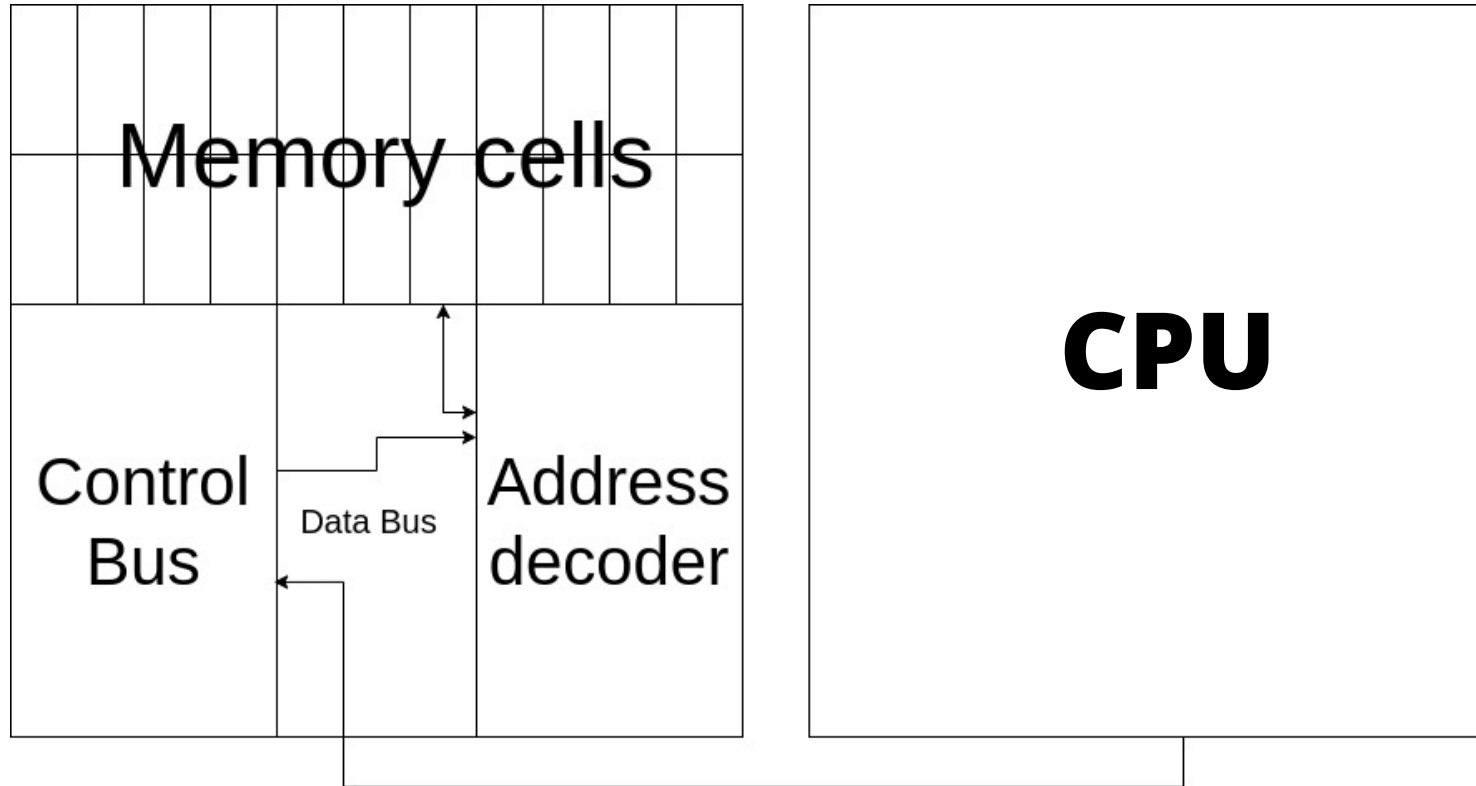 Memory cells
CPU
Control
Bus
Data Bus
Address
decoder